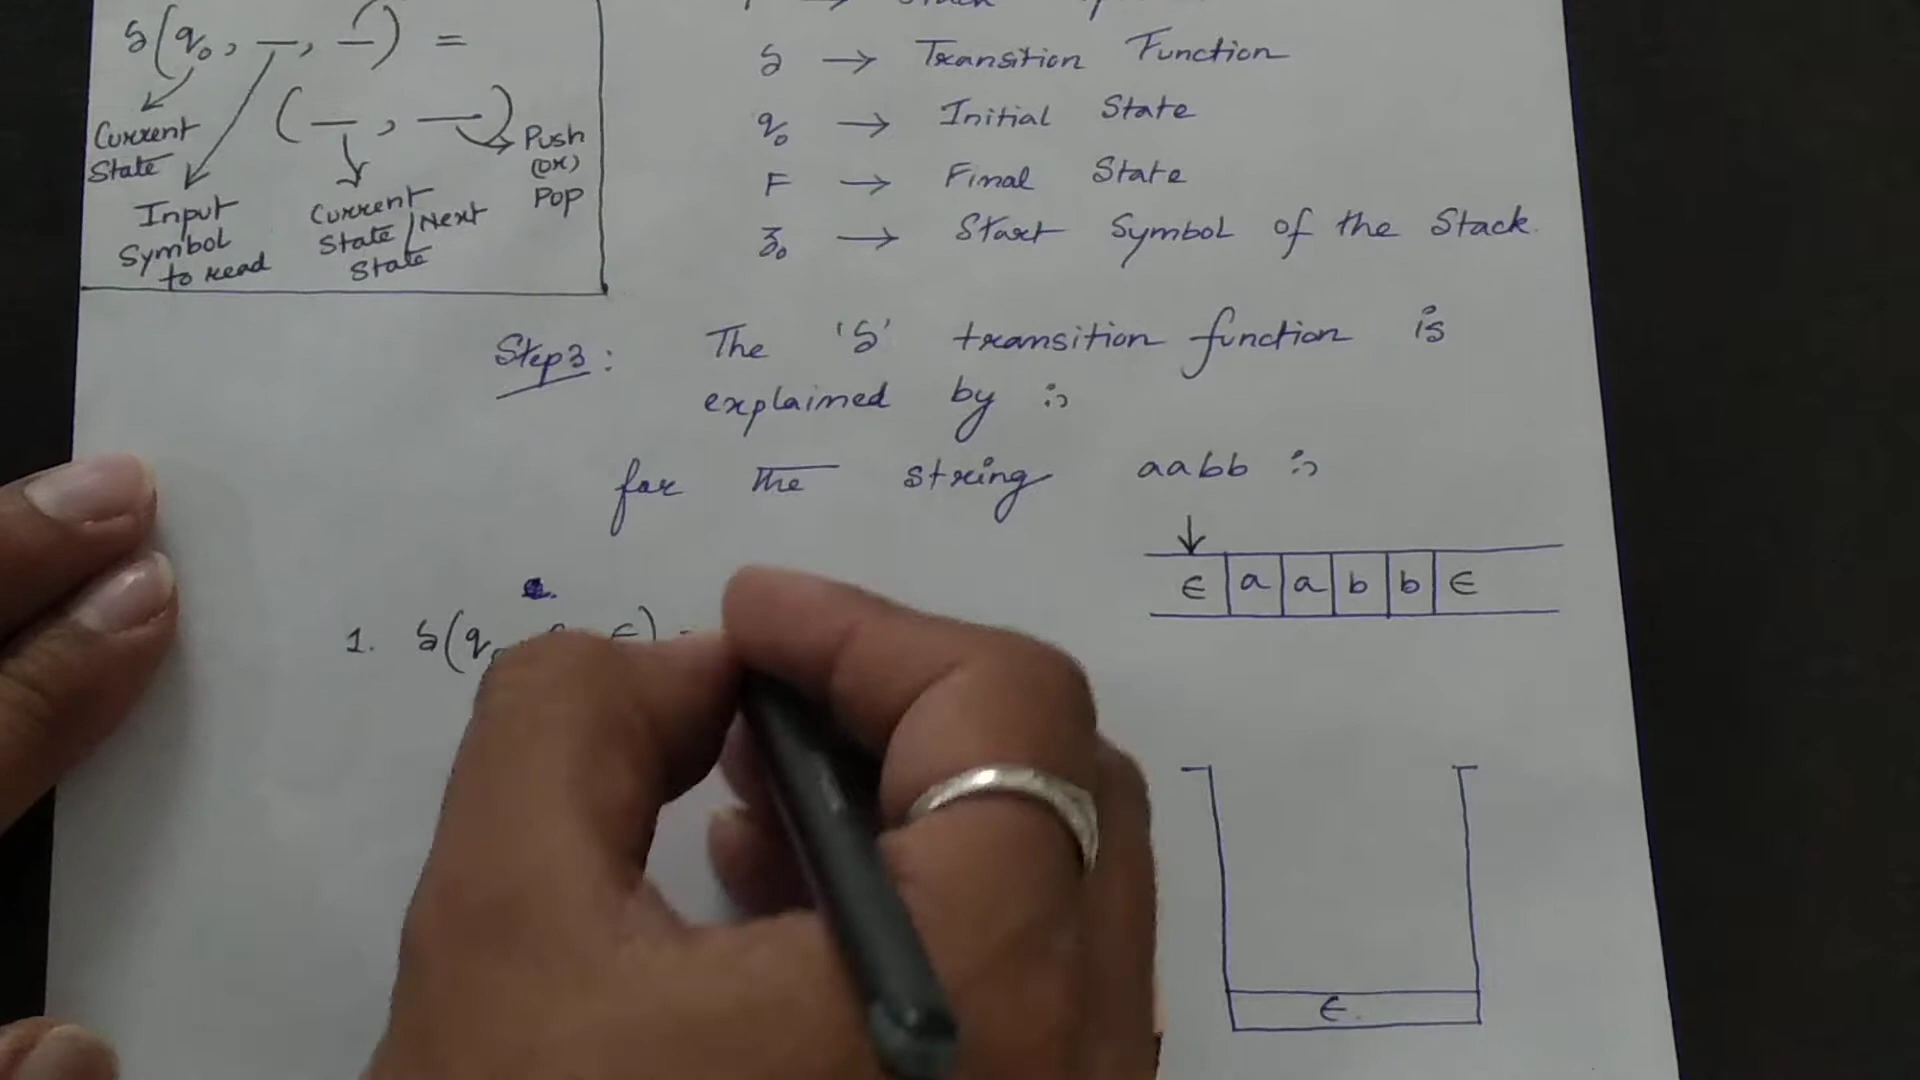 δ(q₀, —, —) =
(—, —)
Current
State
Input
Symbol
to read
Current
State/Next
State
Push
(or)
Pop
δ → Transition Function
q₀ → Initial State
F → Final State
z₀ → Start Symbol of the Stack.
Step3: The 'δ' transition function is
explained by :-
for the string aabb :-
↓
ϵ a a b b ϵ
1. δ(q
ϵ